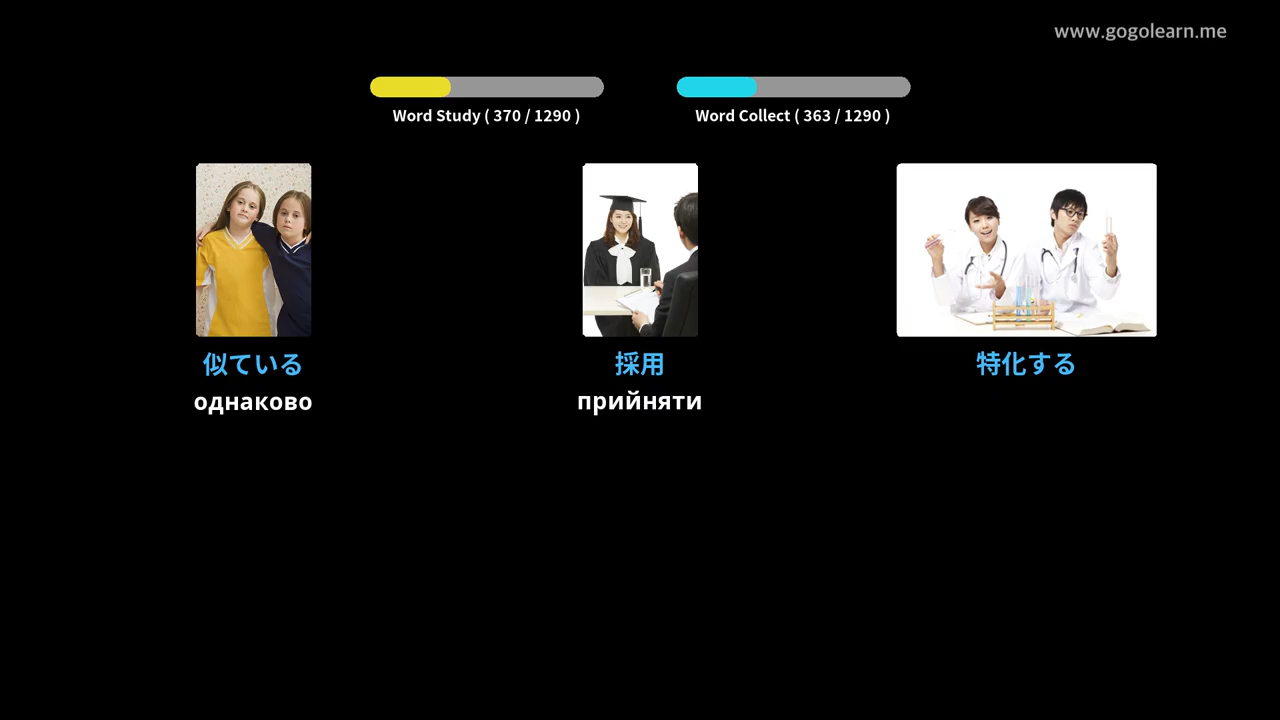 www.gogolearn.me
Word Study ( 370 / 1290 )
Word Collect ( 363 / 1290 )
似ている
採用
特化する
однаково
прийняти